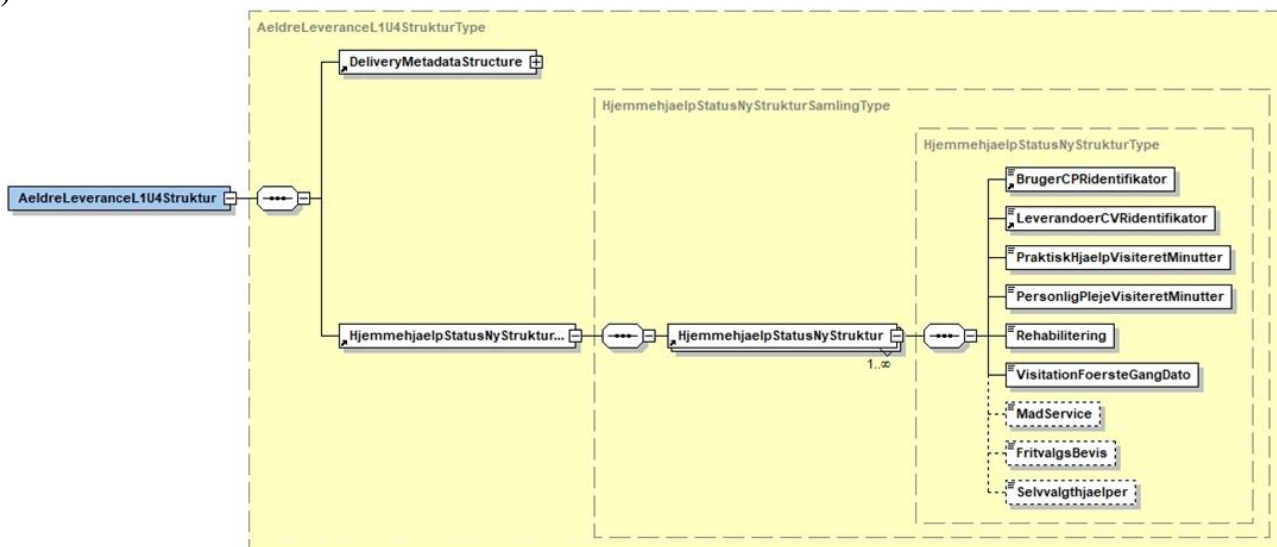 )
AeldreLeveranceL1U4StrukturType
DeliveryMetadataStructure
HjemmehjaelpStatusNyStrukturSamlingType
HjemmehjaelpStatusNyStrukturType
BrugerCPRidentifikator
AeldreLeveranceL1U4Struktur
LeverandoerCVRidentifikator
PraktiskHjaelpVisiteretMinutter
PersonligPlejeVisiteretMinutter
HjemmehjaelpStatusNyStruktur...
HjemmehjaelpStatusNyStruktur
1..∞
Rehabilitering
VisitationFoersteGangDato
MadService
FritvalgsBevis
Selvvalgthjaelper